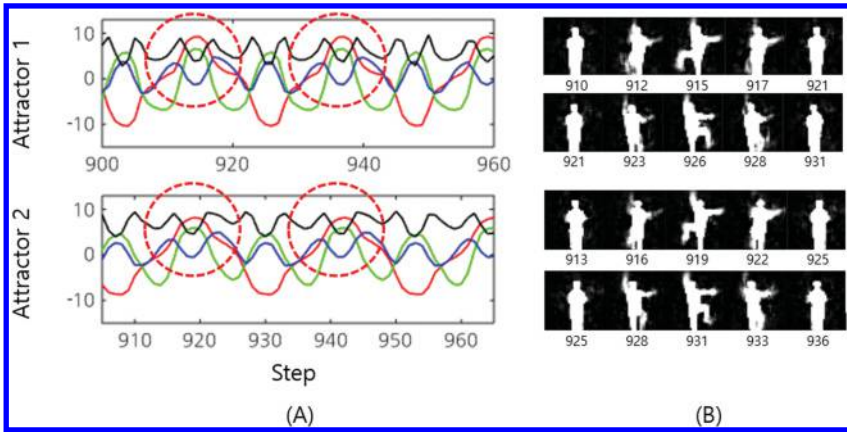 Attractor 1
10
0
-10
900 920 940 960
Attractor 2
10
0
-10
910 920 930 940 950 960
Step
(A)
910 912 915 917 921
921 923 926 928 931
913 916 919 922 925
925 928 931 933 936
(B)